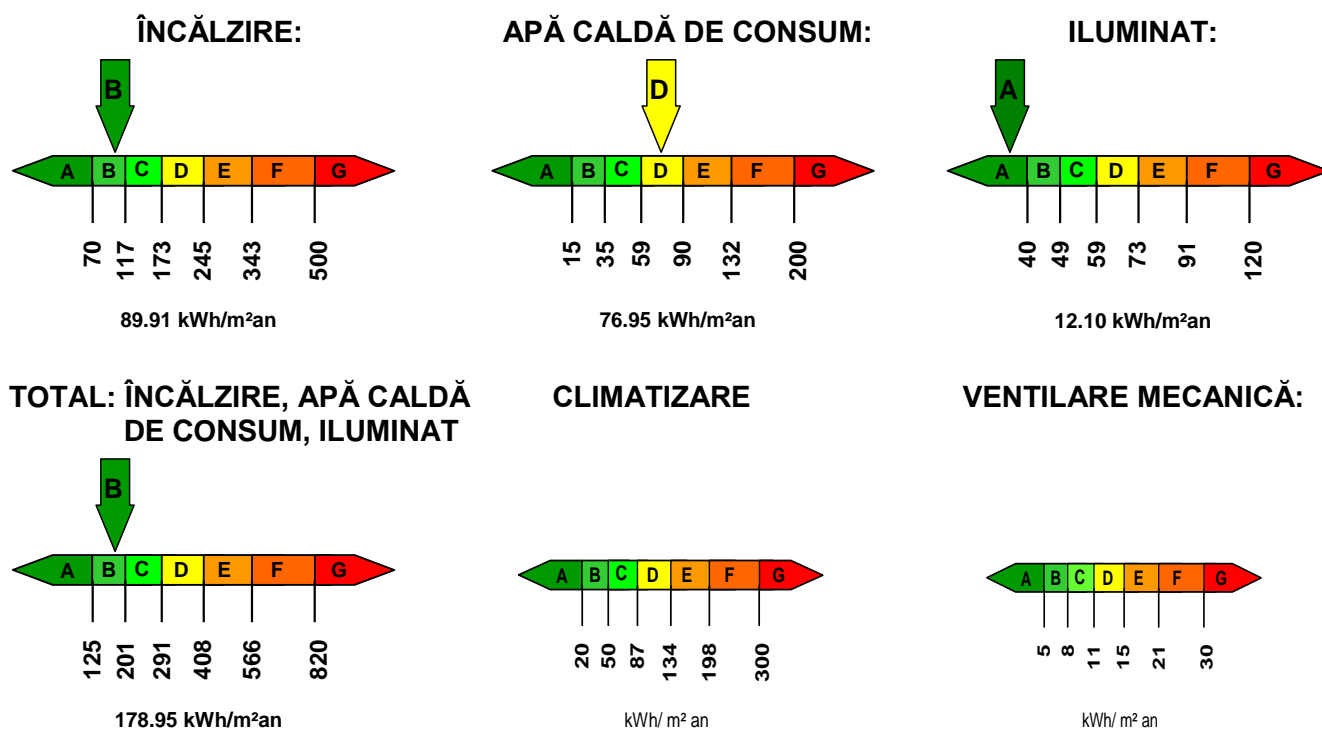 ÎNCĂLZIRE:
B
A B C D E F G
70 117 173 245 343 500
89.91 kWh/m²an
APĂ CALDĂ DE CONSUM:
D
A B C D E F G
15 35 59 90 132 200
76.95 kWh/m²an
ILUMINAT:
A
A B C D E F G
40 49 59 73 91 120
12.10 kWh/m²an
TOTAL: ÎNCĂLZIRE, APĂ CALDĂ
DE CONSUM, ILUMINAT
B
A B C D E F G
125 201 291 408 566 820
178.95 kWh/m²an
CLIMATIZARE
A B C D E F G
20 50 87 134 198 300
kWh/ m² an
VENTILARE MECANICĂ:
A B C D E F G
5 8 11 15 21 30
kWh/ m² an